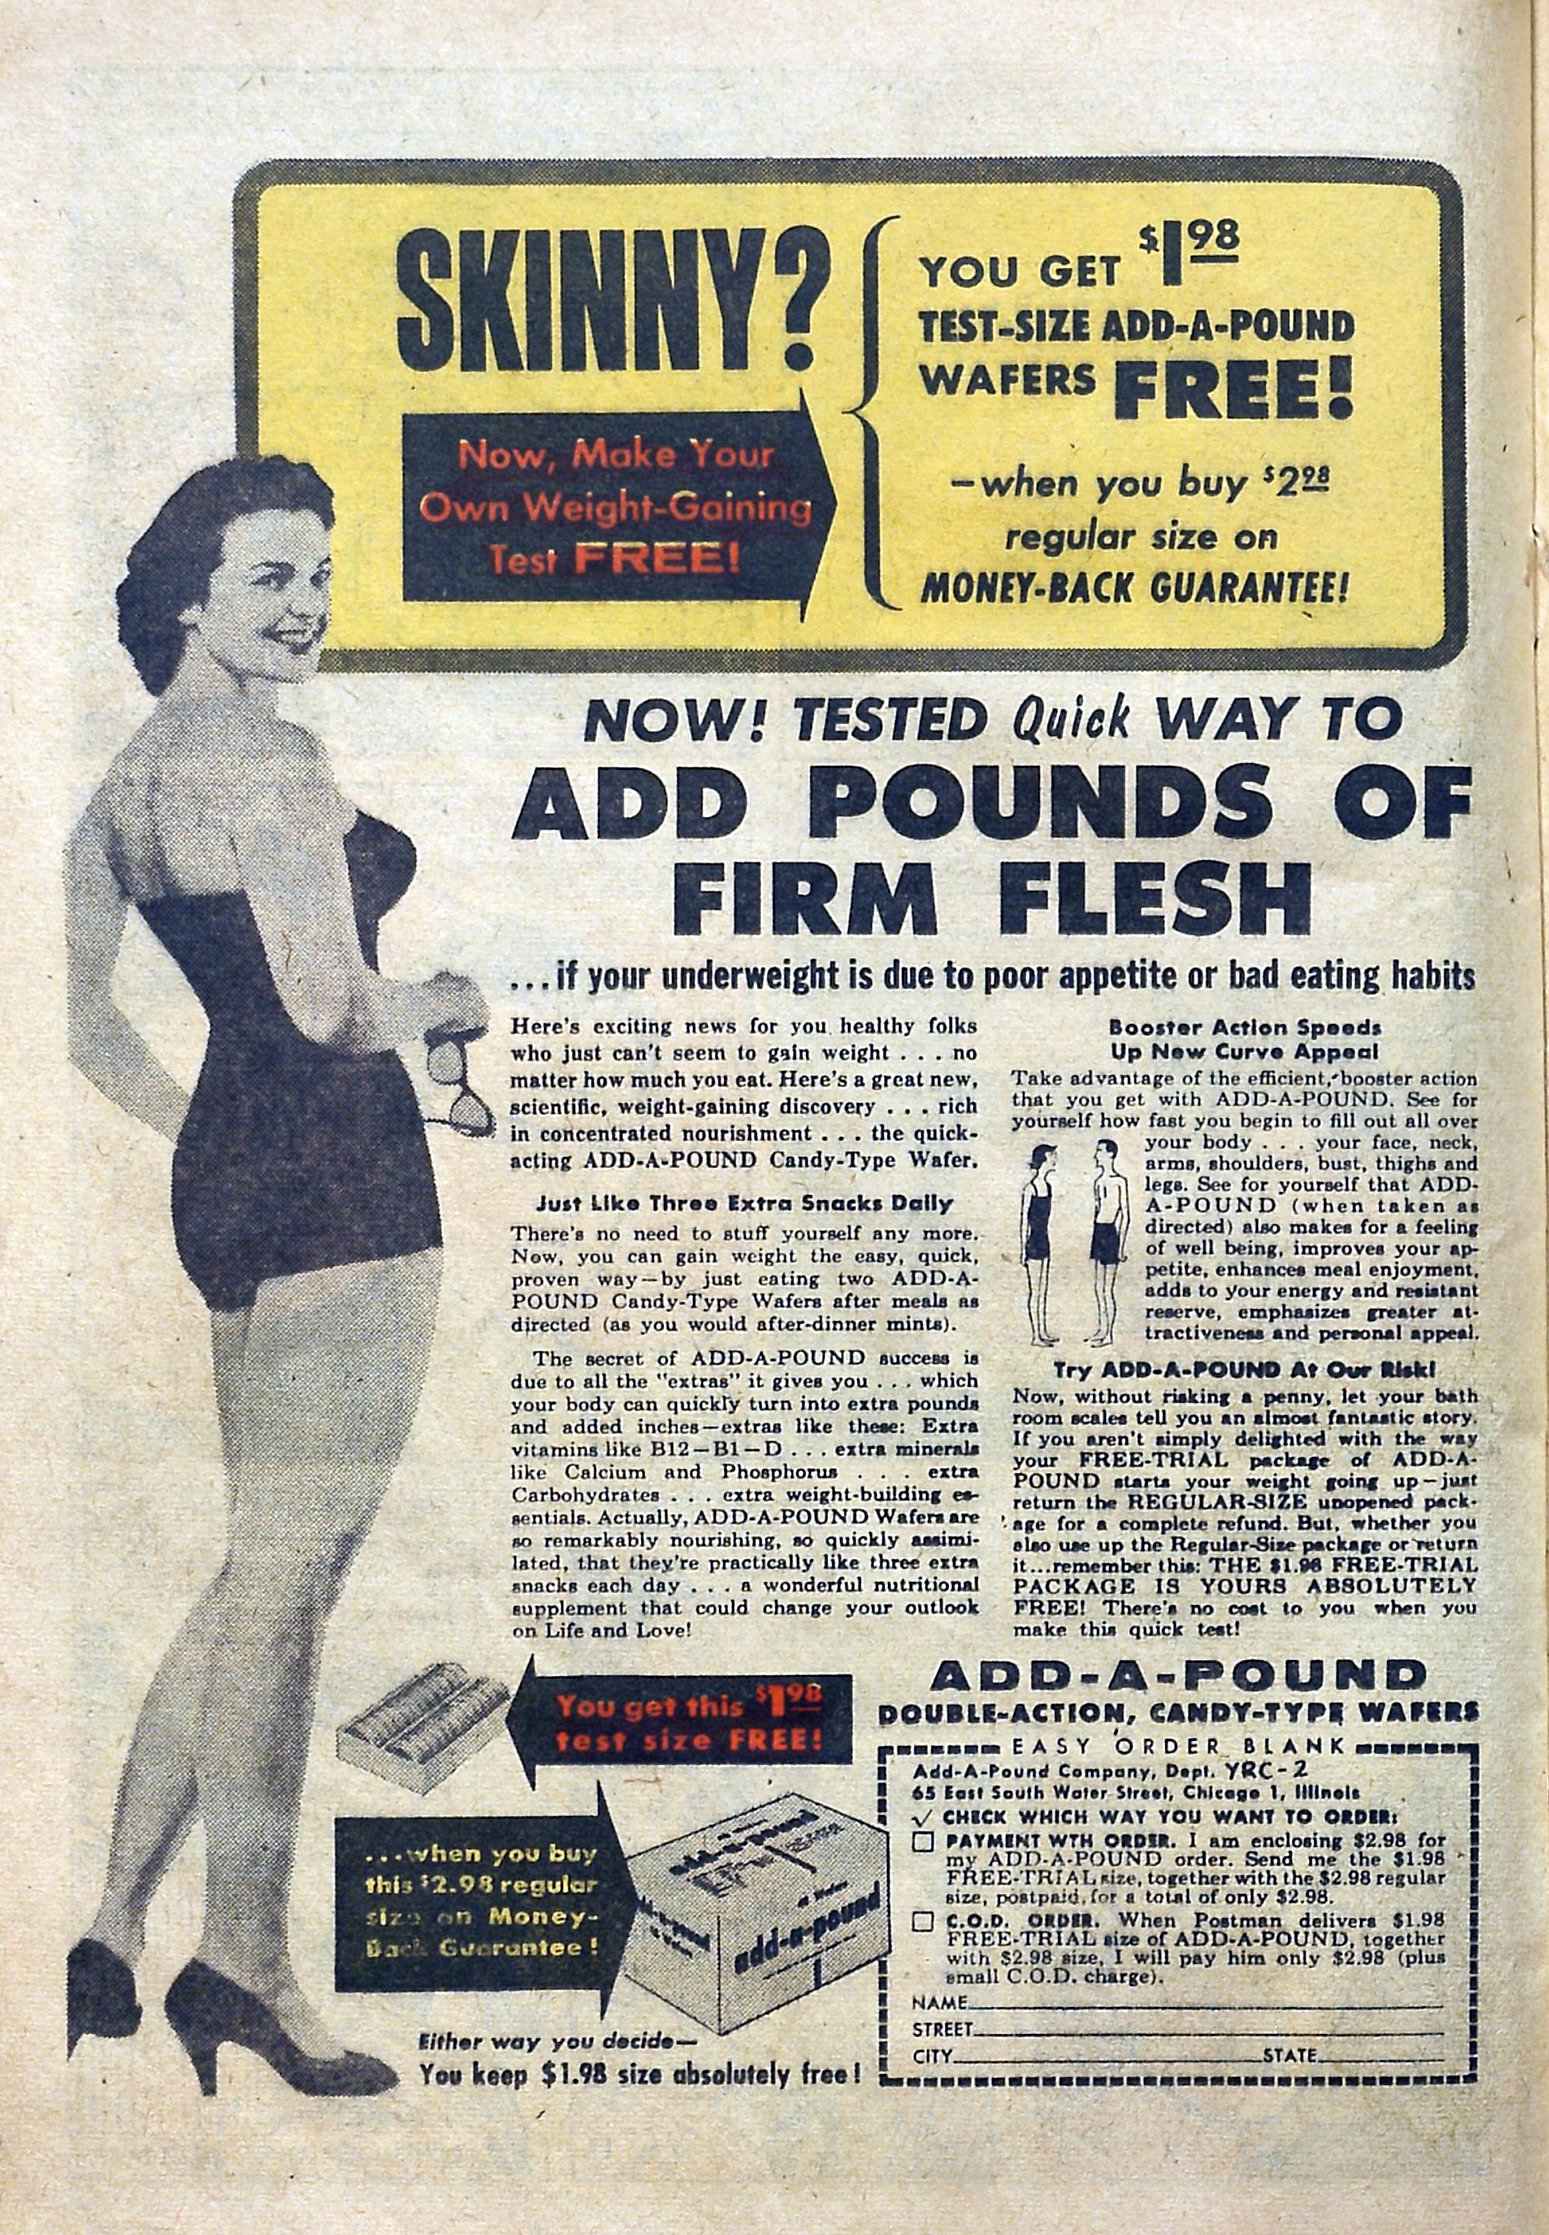 SKINNY?
Now, Make Your
Own Weight-Gaining
Test FREE!
YOU GET $1.98
TEST-SIZE ADD-A-POUND
WAFERS FREE!
—when you buy $2.98
regular size on
MONEY-BACK GUARANTEE!
NOW! TESTED Quick WAY TO
ADD POUNDS OF
FIRM FLESH
...if your underweight is due to poor appetite or bad eating habits
Here's exciting news for you healthy folks
who just can't seem to gain weight . . . no
matter how much you eat. Here's a great new,
scientific, weight-gaining discovery . . . rich
in concentrated nourishment . . . the quick-
acting ADD-A-POUND Candy-Type Wafer.
Just Like Three Extra Snacks Daily
There's no need to stuff yourself any more.
Now, you can gain weight the easy, quick,
proven way—by just eating two ADD-A-
POUND Candy-Type Wafers after meals as
directed (as you would after-dinner mints).
The secret of ADD-A-POUND success is
due to all the "extras" it gives you . . . which
your body can quickly turn into extra pounds
and added inches—extras like these: Extra
vitamins like B12—B1—D . . . extra minerals
like Calcium and Phosphorus . . . extra
Carbohydrates . . . extra weight-building es-
sentials. Actually, ADD-A-POUND Wafers are
so remarkably nourishing, so quickly assimi-
lated, that they're practically like three extra
snacks each day . . . a wonderful nutritional
supplement that could change your outlook
on Life and Love!
Booster Action Speeds
Up New Curve Appeal
Take advantage of the efficient, booster action
that you get with ADD-A-POUND. See for
yourself how fast you begin to fill out all over
your body . . . your face, neck,
arms, shoulders, bust, thighs and
legs. See for yourself that ADD-
A-POUND (when taken as
directed) also makes for a feeling
of well being, improves your ap-
petite, enhances meal enjoyment,
adds to your energy and resistant
reserve, emphasizes greater at-
tractiveness and personal appeal.
Try ADD-A-POUND At Our Risk!
Now, without risking a penny, let your bath
room scales tell you an almost fantastic story.
If you aren't simply delighted with the way
your FREE-TRIAL package of ADD-A-
POUND starts your weight going up—just
return the REGULAR-SIZE unopened pack-
age for a complete refund. But, whether you
also use up the Regular-Size package or return
it...remember this: THE $1.98 FREE-TRIAL
PACKAGE IS YOURS ABSOLUTELY
FREE! There's no cost to you when you
make this quick test!
You get this $1.98
test size FREE!
...when you buy
this $2.98 regular
size on Money-
Back Guarantee!
add-a-pound
add-a-pound
Either way you decide—
You keep $1.98 size absolutely free!
ADD-A-POUND
DOUBLE-ACTION, CANDY-TYPE WAFERS
EASY ORDER BLANK
Add-A-Pound Company, Dept. YRC-2
65 East South Water Street, Chicago 1, Illinois
✓ CHECK WHICH WAY YOU WANT TO ORDER:
☐ PAYMENT WTH ORDER. I am enclosing $2.98 for
my ADD-A-POUND order. Send me the $1.98
FREE-TRIAL size, together with the $2.98 regular
size, postpaid, for a total of only $2.98.
☐ C.O.D. ORDER. When Postman delivers $1.98
FREE-TRIAL size of ADD-A-POUND, together
with $2.98 size, I will pay him only $2.98 (plus
small C.O.D. charge).
NAME
STREET
CITY STATE